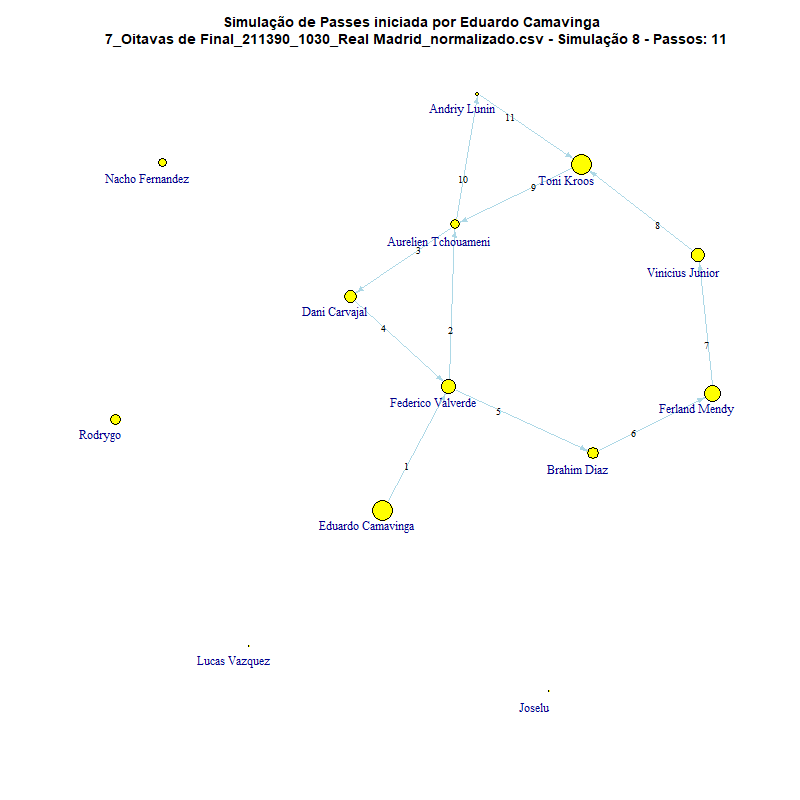 Simulação de Passes iniciada por Eduardo Camavinga
7_Oitavas de Final_211390_1030_Real Madrid_normalizado.csv - Simulação 8 - Passos: 11
Andriy Lunin
11
Nacho Fernandez
10
Toni Kroos
9
Aurelien Tchouameni
8
3
Vinicius Junior
Dani Carvajal
4
2
7
Federico Valverde
Ferland Mendy
5
Rodrygo
6
1
Brahim Diaz
Eduardo Camavinga
Lucas Vazquez
Joselu